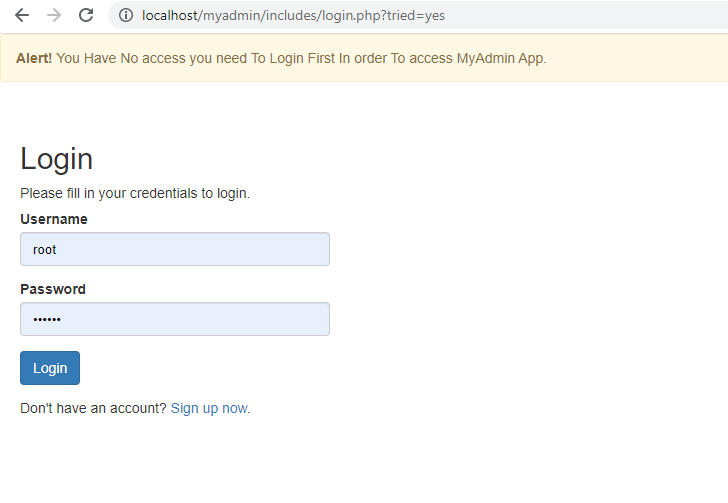 localhost/myadmin/includes/login.php?tried=yes
Alert! You Have No access you need To Login First In order To access MyAdmin App.
Login
Please fill in your credentials to login.
Username
root
Password
••••••
Login
Don't have an account? Sign up now.